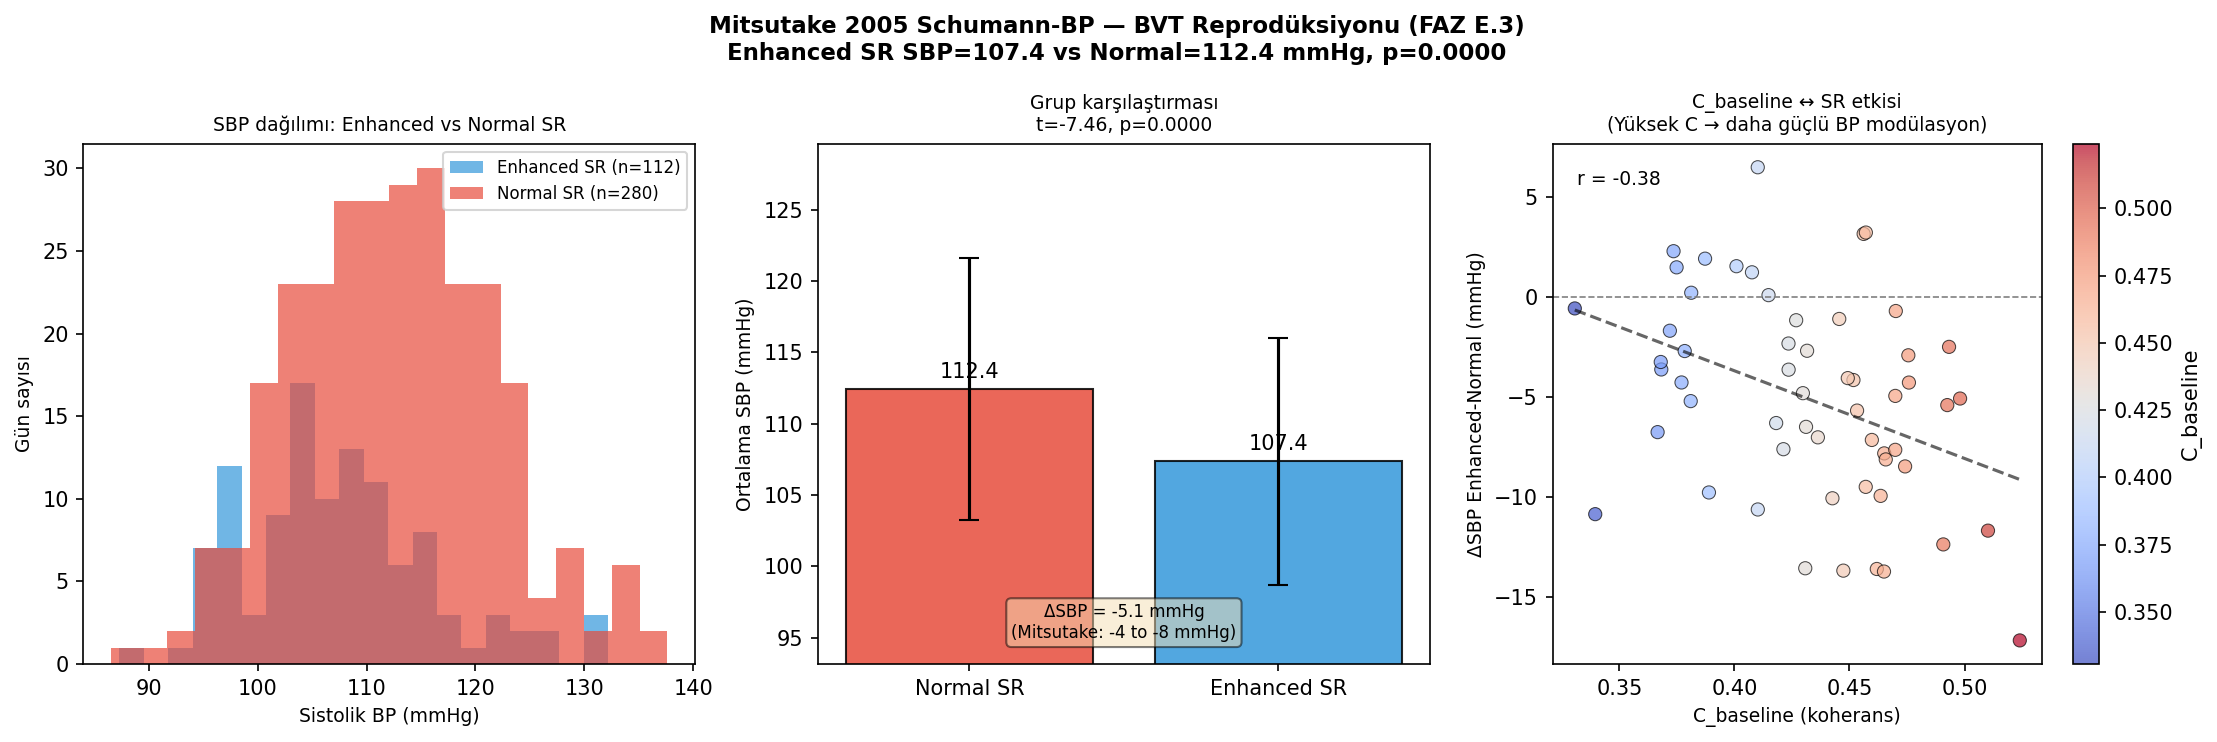 Mitsutake 2005 Schumann-BP — BVT Reprodüksiyonu (FAZ E.3)
Enhanced SR SBP=107.4 vs Normal=112.4 mmHg, p=0.0000
SBP dağılımı: Enhanced vs Normal SR
Enhanced SR (n=112)
Normal SR (n=280)
Gün sayısı
30
25
20
15
10
5
0
90
100
110
120
130
140
Sistolik BP (mmHg)
Grup karşılaştırması
t=-7.46, p=0.0000
Ortalama SBP (mmHg)
125
120
115
110
105
100
95
112.4
107.4
ΔSBP = -5.1 mmHg
(Mitsutake: -4 to -8 mmHg)
Normal SR
Enhanced SR
C_baseline ↔ SR etkisi
(Yüksek C → daha güçlü BP modülasyon)
r = -0.38
ΔSBP Enhanced-Normal (mmHg)
5
0
−5
−10
−15
0.35
0.40
0.45
0.50
C_baseline (koherans)
0.500
0.475
0.450
0.425
0.400
0.375
0.350
C_baseline